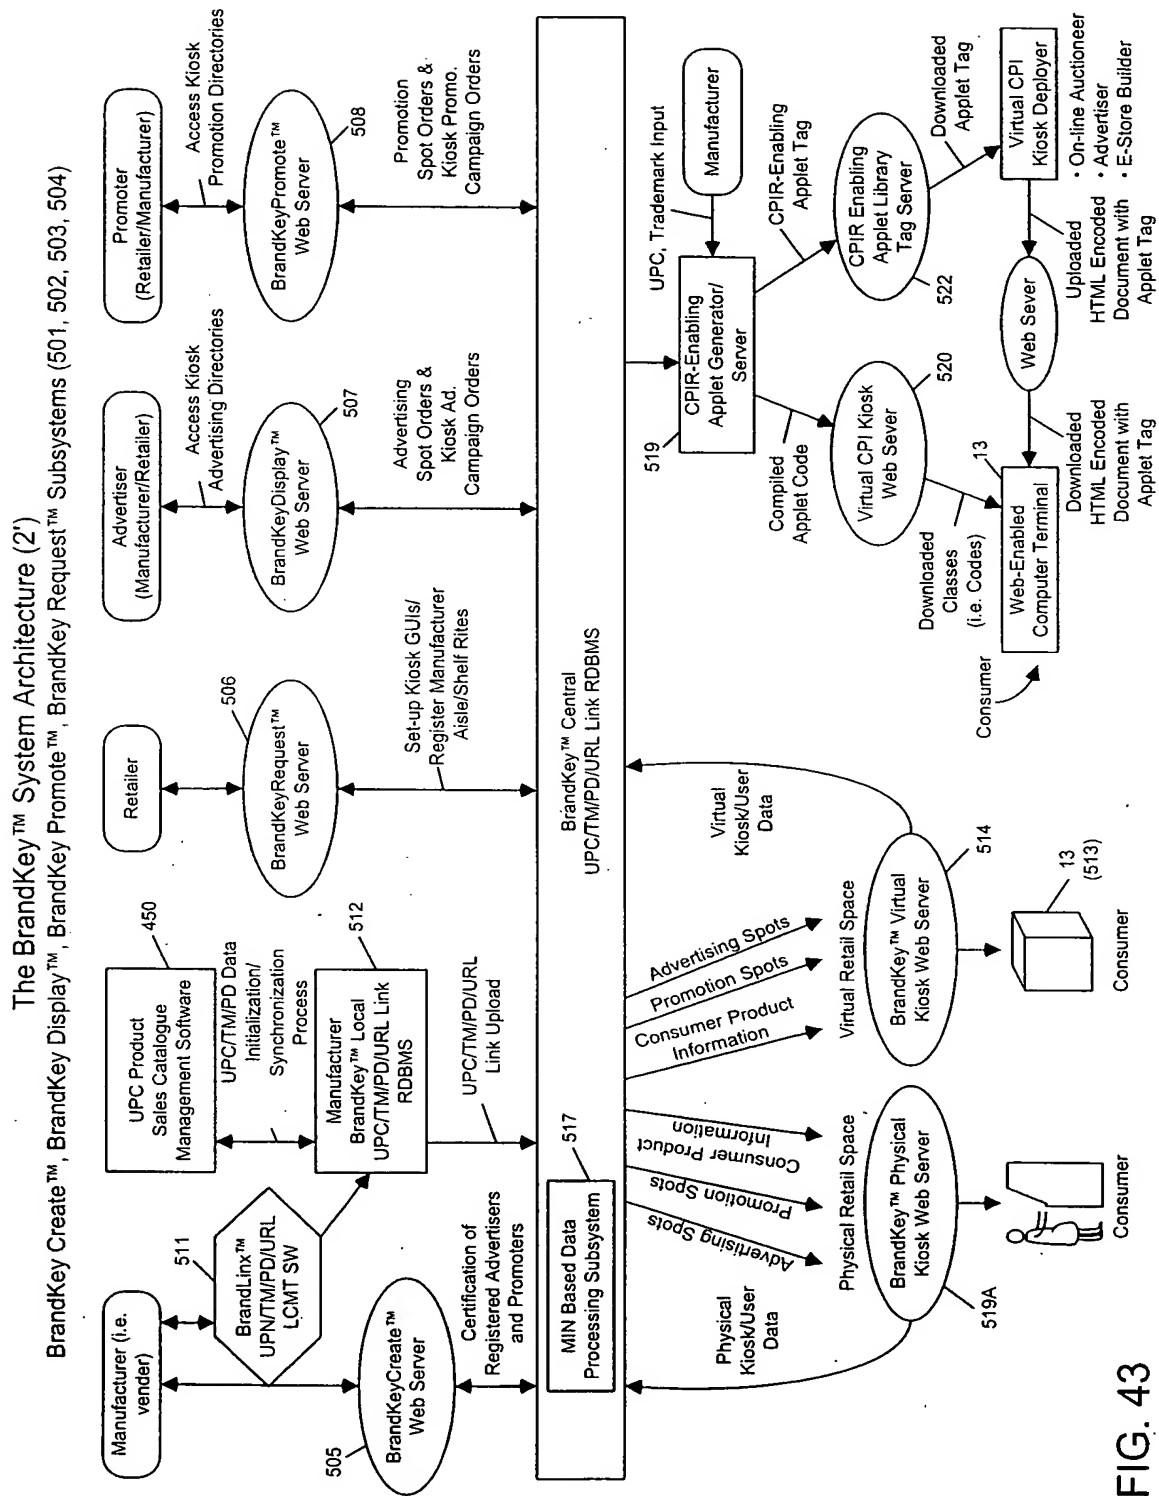 The BrandKey™ System Architecture (2')
BrandKey Create™, BrandKey Display™, BrandKey Promote™, BrandKey Request™ Subsystems (501, 502, 503, 504)
Manufacturer (i.e.
vender)
511
BrandLinx™
UPN/TM/PD/URL
LCMT SW
505
BrandKeyCreate™
Web Server
Certification of
Registered Advertisers
and Promoters
UPC Product
Sales Catalogue
Management Software
450
UPC/TM/PD Data
Initialization/
Synchronization
Process
512
Manufacturer
BrandKey™ Local
UPC/TM/PD/URL Link
RDBMS
UPC/TM/PD/URL
Link Upload
Retailer
506
BrandKeyRequest™
Web Server
Set-up Kiosk GUIs/
Register Manufacturer
Aisle/Shelf Rites
Advertiser
(Manufacturer/Retailer)
Access Kiosk
Advertising Directories
BrandKeyDisplay™
Web Server
507
Advertising
Spot Orders &
Kiosk Ad.
Campaign Orders
Promoter
(Retailer/Manufacturer)
Access Kiosk
Promotion Directories
BrandKeyPromote™
Web Server
508
Promotion
Spot Orders &
Kiosk Promo.
Campaign Orders
MIN Based Data
Processing Subsystem
517
BrandKey™ Central
UPC/TM/PD/URL Link RDBMS
Physical
Kiosk/User
Data
Advertising Spots
Promotion Spots
Consumer Product
Information
Physical Retail Space
BrandKey™ Physical
Kiosk Web Server
519A
Consumer
Consumer Product
Information
Promotion Spots
Advertising Spots
Virtual Retail Space
BrandKey™ Virtual
Kiosk Web Server
514
Virtual
Kiosk/User
Data
13
(513)
Consumer
519
CPIR-Enabling
Applet Generator/
Server
UPC, Trademark Input
Manufacturer
Compiled
Applet Code
CPIR-Enabling
Applet Tag
Virtual CPI Kiosk
Web Sever
520
CPIR Enabling
Applet Library
Tag Server
522
Downloaded
Classes
(i.e. Codes)
Downloaded
Applet Tag
Consumer
13
Web-Enabled
Computer Terminal
Web Sever
Virtual CPI
Kiosk Deployer
Downloaded
HTML Encoded
Document with
Applet Tag
Uploaded
HTML Encoded
Document with
Applet Tag
• On-line Auctioneer
• Advertiser
• E-Store Builder
FIG. 43